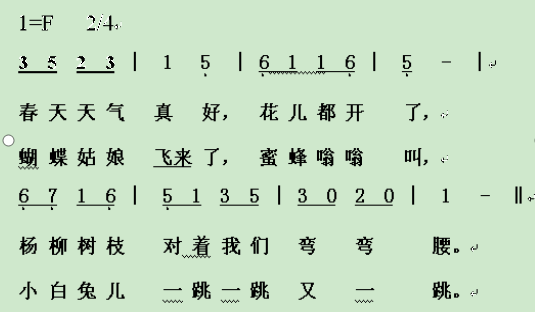 1=F 2/4
3 5 2 3 | 1 5 | 6 1 1 6 | 5 - |
春天天气 真 好， 花儿都开 了，
蝴蝶姑娘 飞来了， 蜜蜂嗡嗡 叫，
6 7 1 6 | 5 1 3 5 | 3 0 2 0 | 1 - ‖
杨柳树枝 对着我们 弯 弯 腰。
小白兔儿 一跳一跳 又 一 跳。